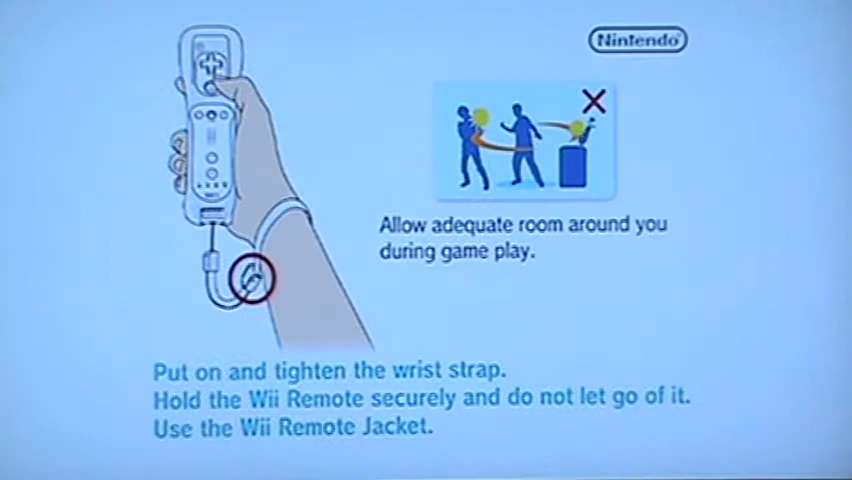 Nintendo
Allow adequate room around you
during game play.
Put on and tighten the wrist strap.
Hold the Wii Remote securely and do not let go of it.
Use the Wii Remote Jacket.